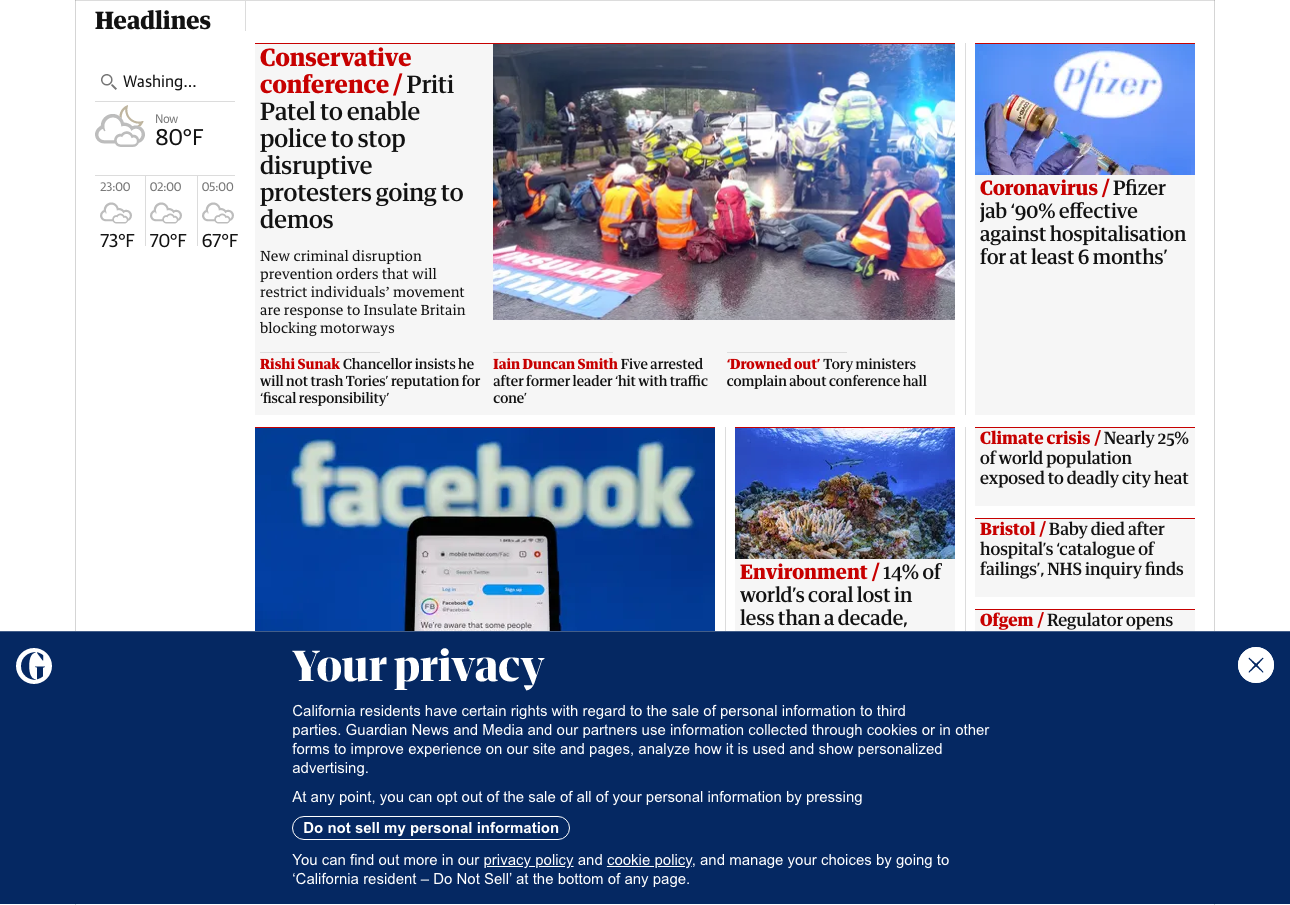 Headlines
Washing...
Now
80°F
23:00
02:00
05:00
73°F
70°F
67°F
Conservative
conference / Priti
Patel to enable
police to stop
disruptive
protesters going to
demos
New criminal disruption
prevention orders that will
restrict individuals’ movement
are response to Insulate Britain
blocking motorways
INSULATE
BRITAIN
Rishi Sunak Chancellor insists he
will not trash Tories’ reputation for
‘fiscal responsibility’
Iain Duncan Smith Five arrested
after former leader ‘hit with traffic
cone’
‘Drowned out’ Tory ministers
complain about conference hall
Pfizer
Coronavirus / Pfizer
jab ‘90% effective
against hospitalisation
for at least 6 months’
facebook
mobile.twitter.com/Fac
Search Twitter
Log in
Sign up
FB
Facebook
@Facebook
We're aware that some people
Environment / 14% of
world’s coral lost in
less than a decade,
Climate crisis / Nearly 25%
of world population
exposed to deadly city heat
Bristol / Baby died after
hospital’s ‘catalogue of
failings’, NHS inquiry finds
Ofgem / Regulator opens
G
Your privacy
California residents have certain rights with regard to the sale of personal information to third
parties. Guardian News and Media and our partners use information collected through cookies or in other
forms to improve experience on our site and pages, analyze how it is used and show personalized
advertising.
At any point, you can opt out of the sale of all of your personal information by pressing
Do not sell my personal information
You can find out more in our privacy policy and cookie policy, and manage your choices by going to
‘California resident – Do Not Sell’ at the bottom of any page.